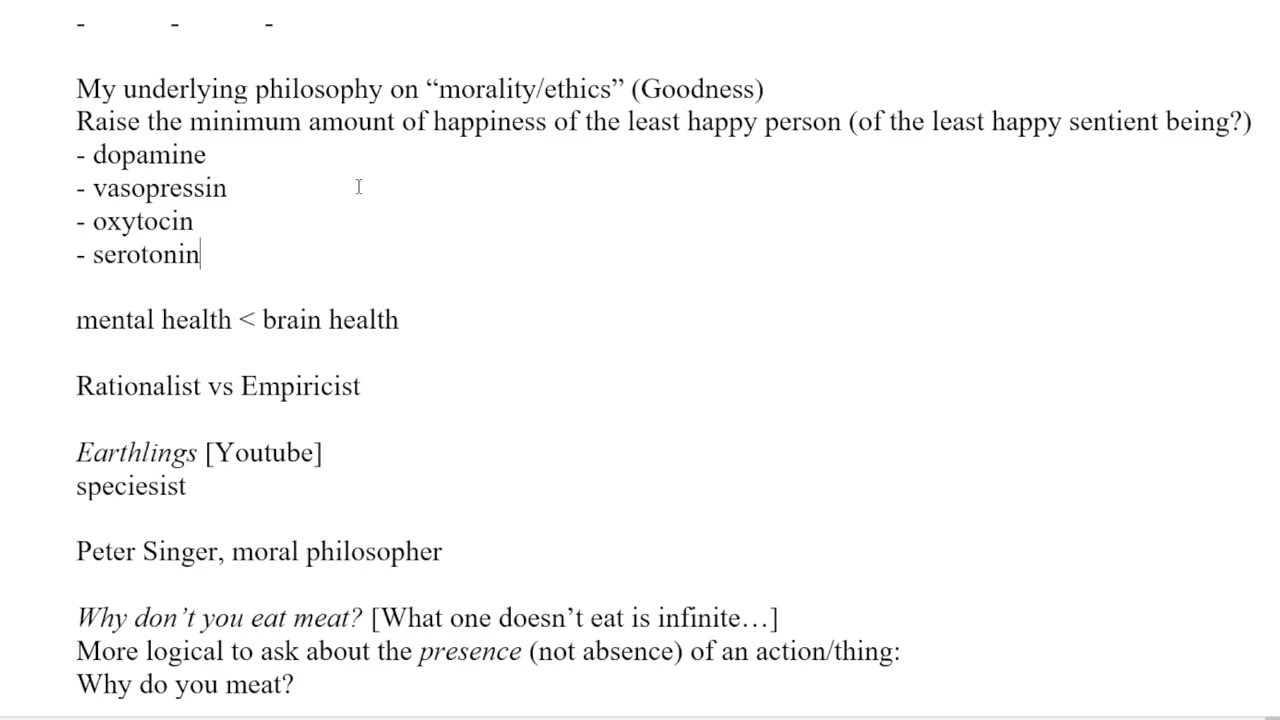 - - -
My underlying philosophy on “morality/ethics” (Goodness)
Raise the minimum amount of happiness of the least happy person (of the least happy sentient being?)
- dopamine
- vasopressin
- oxytocin
- serotonin
mental health < brain health
Rationalist vs Empiricist
Earthlings [Youtube]
speciesist
Peter Singer, moral philosopher
Why don’t you eat meat? [What one doesn’t eat is infinite…]
More logical to ask about the presence (not absence) of an action/thing:
Why do you meat?